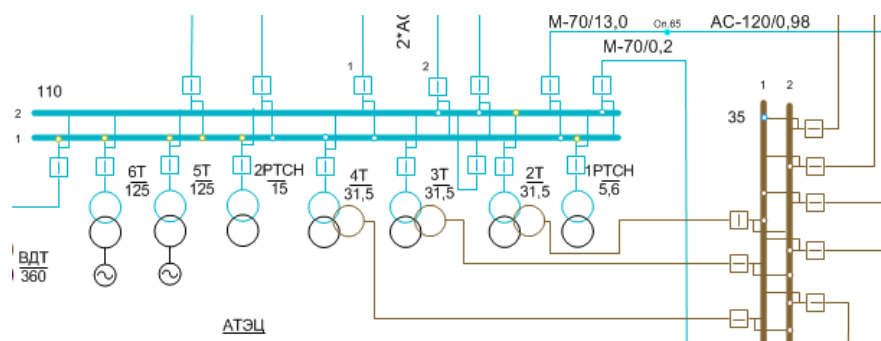 М-70/13,0
Оп.65
АС-120/0,98
2*АС
М-70/0,2
1
2
110
2
1
1 2
35
6Т
125
5Т
125
2РТСН
15
4Т
31,5
3Т
31,5
2Т
31,5
1РТСН
5,6
ВДТ
360
АТЭЦ